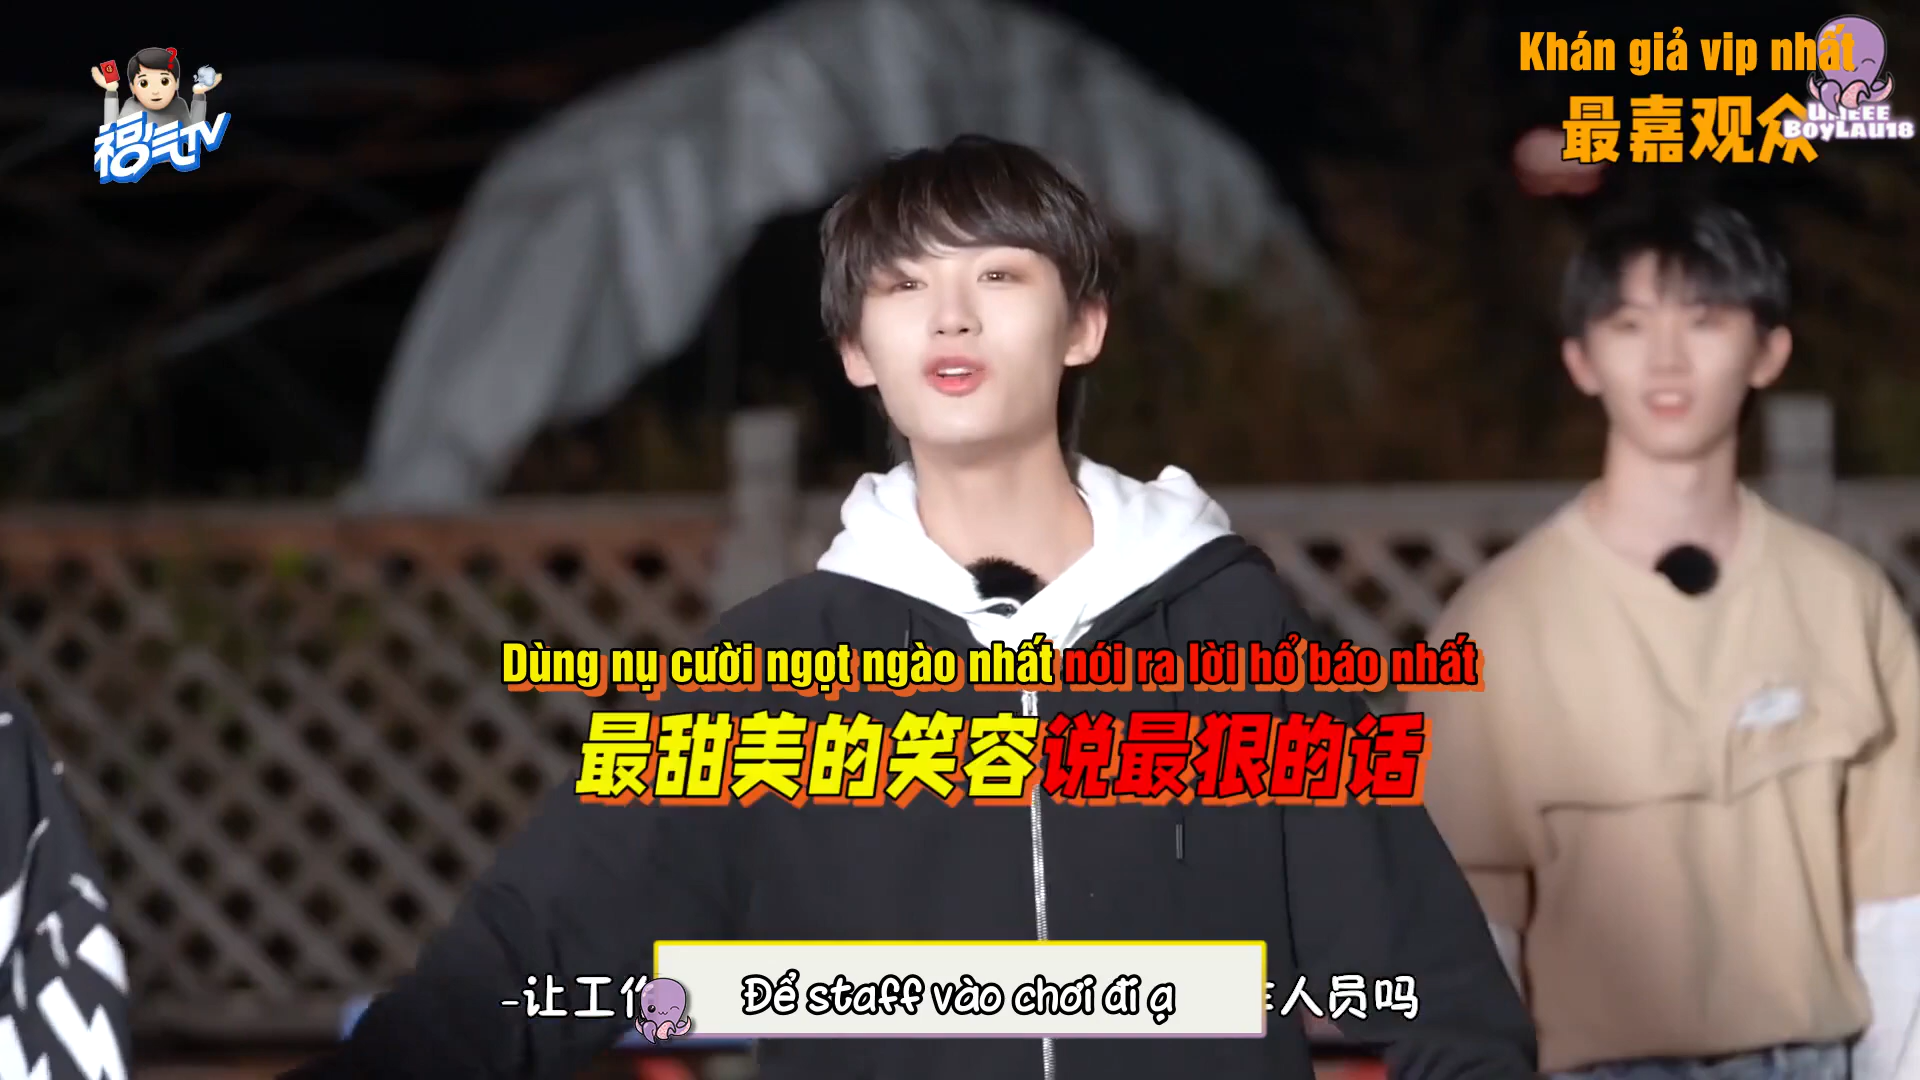 Khán giả vip nhất
最嘉观众
福气TV
BoyLAU18
Dùng nụ cười ngọt ngào nhất nói ra lời hổ báo nhất
最甜美的笑容说最狠的话
-让工作
Để staff vào chơi đi ạ
人员吗